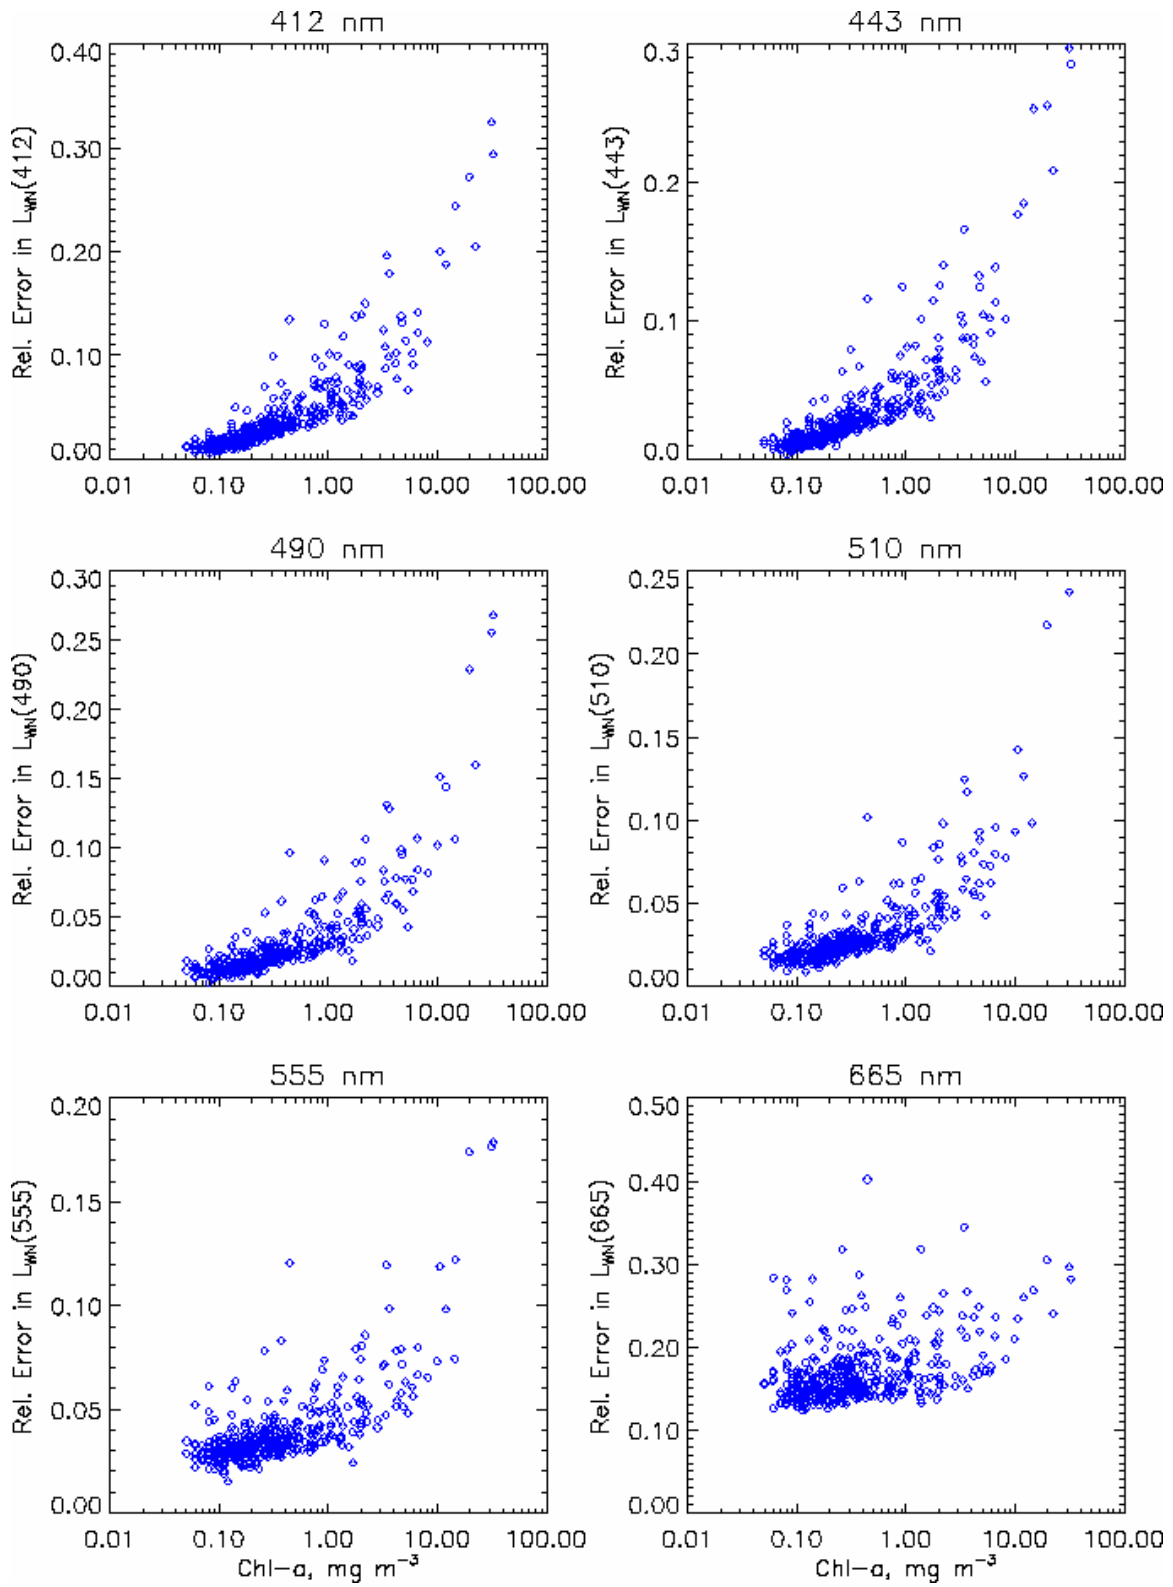 412 nm
443 nm
0.40
0.30
0.20
0.10
0.00
Rel. Error in L_WN(412)
0.01 0.10 1.00 10.00 100.00
0.3
0.2
0.1
0.0
Rel. Error in L_WN(443)
0.01 0.10 1.00 10.00 100.00
490 nm
510 nm
0.30
0.25
0.20
0.15
0.10
0.05
0.00
Rel. Error in L_WN(490)
0.01 0.10 1.00 10.00 100.00
0.25
0.20
0.15
0.10
0.05
0.00
Rel. Error in L_WN(510)
0.01 0.10 1.00 10.00 100.00
555 nm
665 nm
0.20
0.15
0.10
0.05
0.00
Rel. Error in L_WN(555)
0.01 0.10 1.00 10.00 100.00
Chl-a, mg m⁻³
0.50
0.40
0.30
0.20
0.10
0.00
Rel. Error in L_WN(665)
0.01 0.10 1.00 10.00 100.00
Chl-a, mg m⁻³